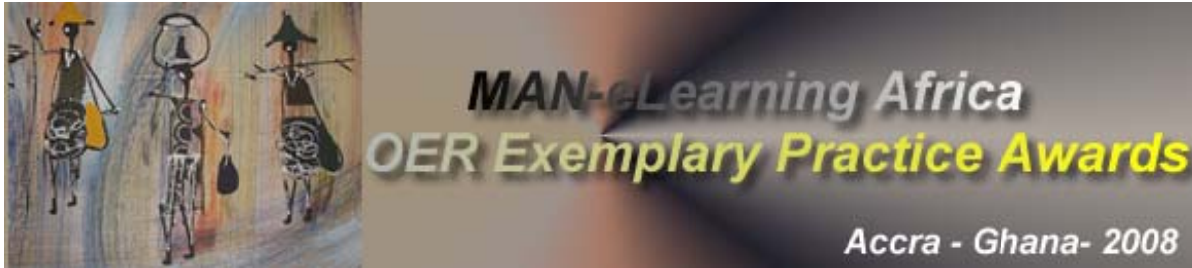 MAN-eLearning Africa
OER Exemplary Practice Awards
Accra - Ghana- 2008